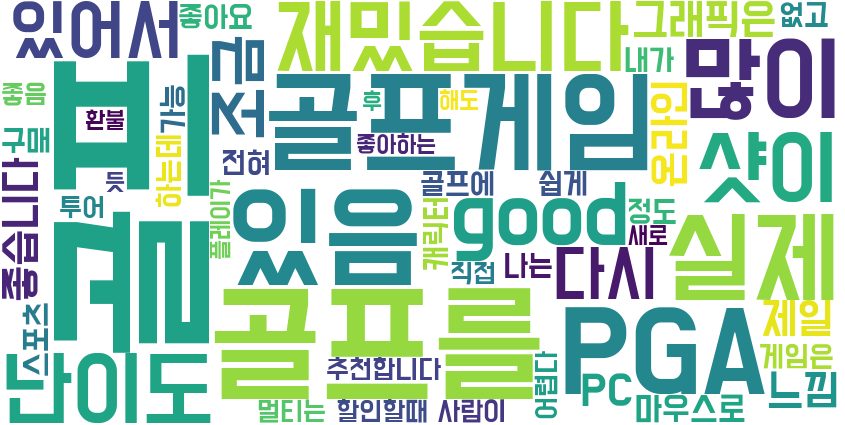 있어서
좋아요
재밌습니다
그래픽은
없고
좋음
환불
가능
조금
골프게임
후
해도
내가
많이
구매
듯
하는데
전혀
좋아하는
온라인
샷이
좋습니다
투어
플레이가
골프
있음
골프에
쉽게
캐릭터
good
정도
새로
실제
직접
나는
다시
스포츠
난이도
골프를
추천합니다
어렵다
PGA
PC
제일
게임은
느낌
멀티는
할인할때
사람이
마우스로